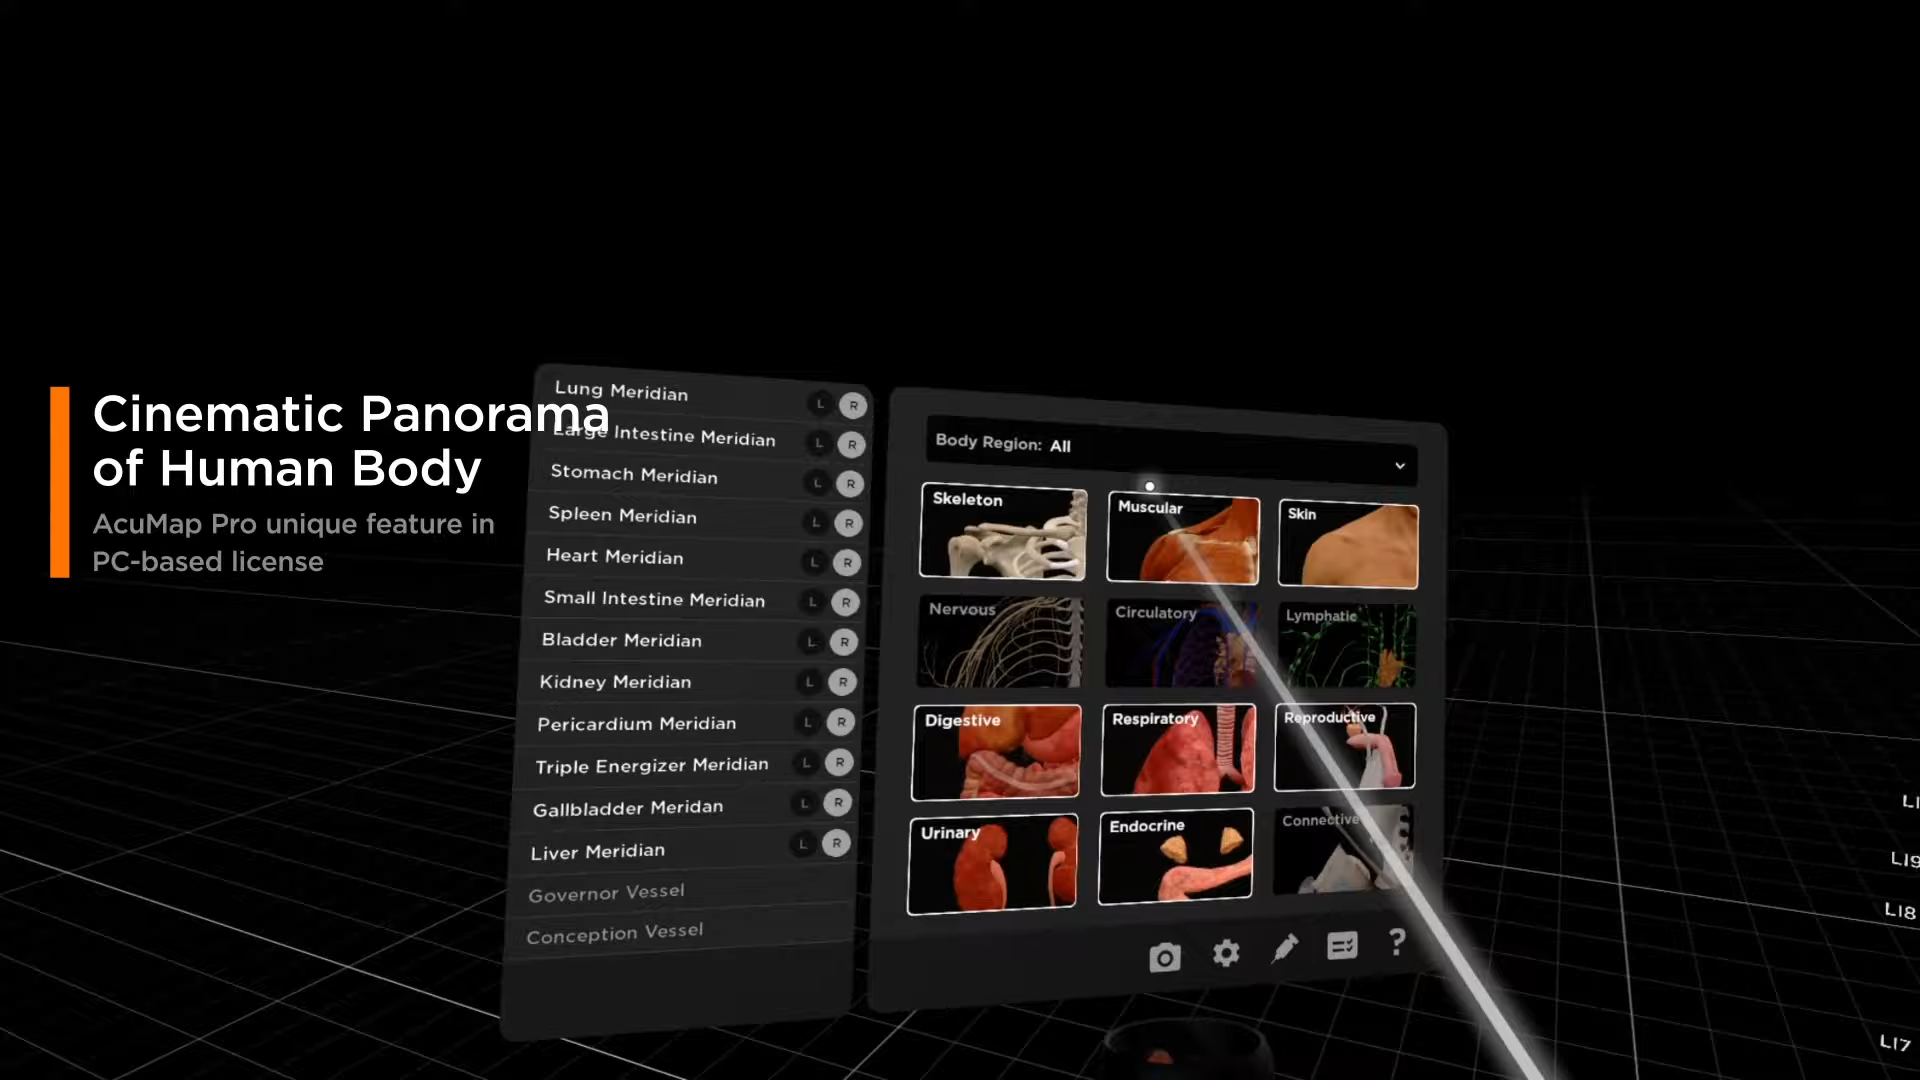 Cinematic Panorama
of Human Body
AcuMap Pro unique feature in
PC-based license
Lung Meridian L R
Large Intestine Meridian L R
Stomach Meridian L R
Spleen Meridian L R
Heart Meridian L R
Small Intestine Meridian L R
Bladder Meridian L R
Kidney Meridian L R
Pericardium Meridian L R
Triple Energizer Meridian L R
Gallbladder Meridan L R
Liver Meridian L R
Governor Vessel
Conception Vessel
Body Region: All
Skeleton
Muscular
Skin
Nervous
Circulatory
Lymphatic
Digestive
Respiratory
Reproductive
Urinary
Endocrine
Connective
?
LI9
LI8
LI7